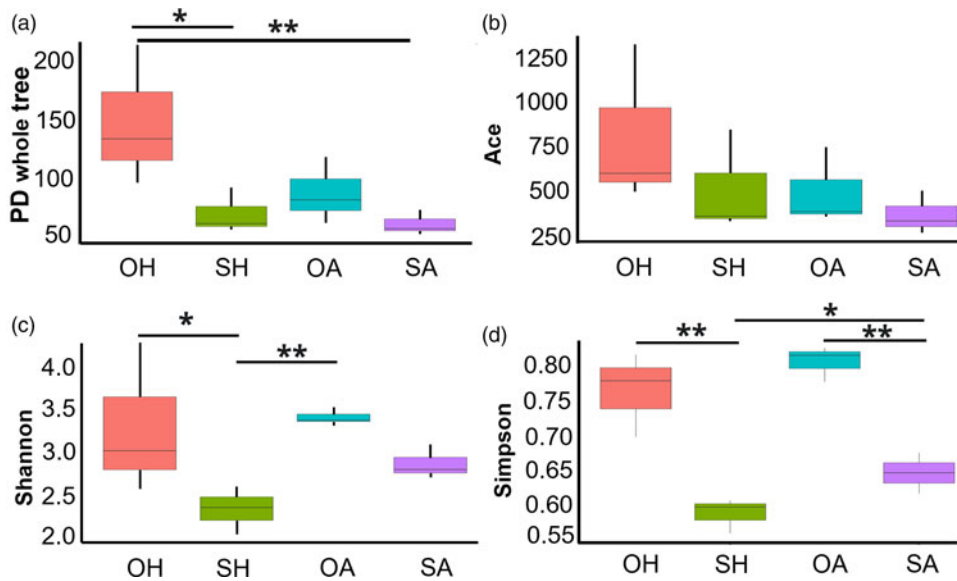 (a)
*
**
PD whole tree
200
150
100
50
OH SH OA SA
(b)
Ace
1250
1000
750
500
250
OH SH OA SA
(c)
*
**
Shannon
4.0
3.5
3.0
2.5
2.0
OH SH OA SA
(d)
*
** **
Simpson
0.80
0.75
0.70
0.65
0.60
0.55
OH SH OA SA